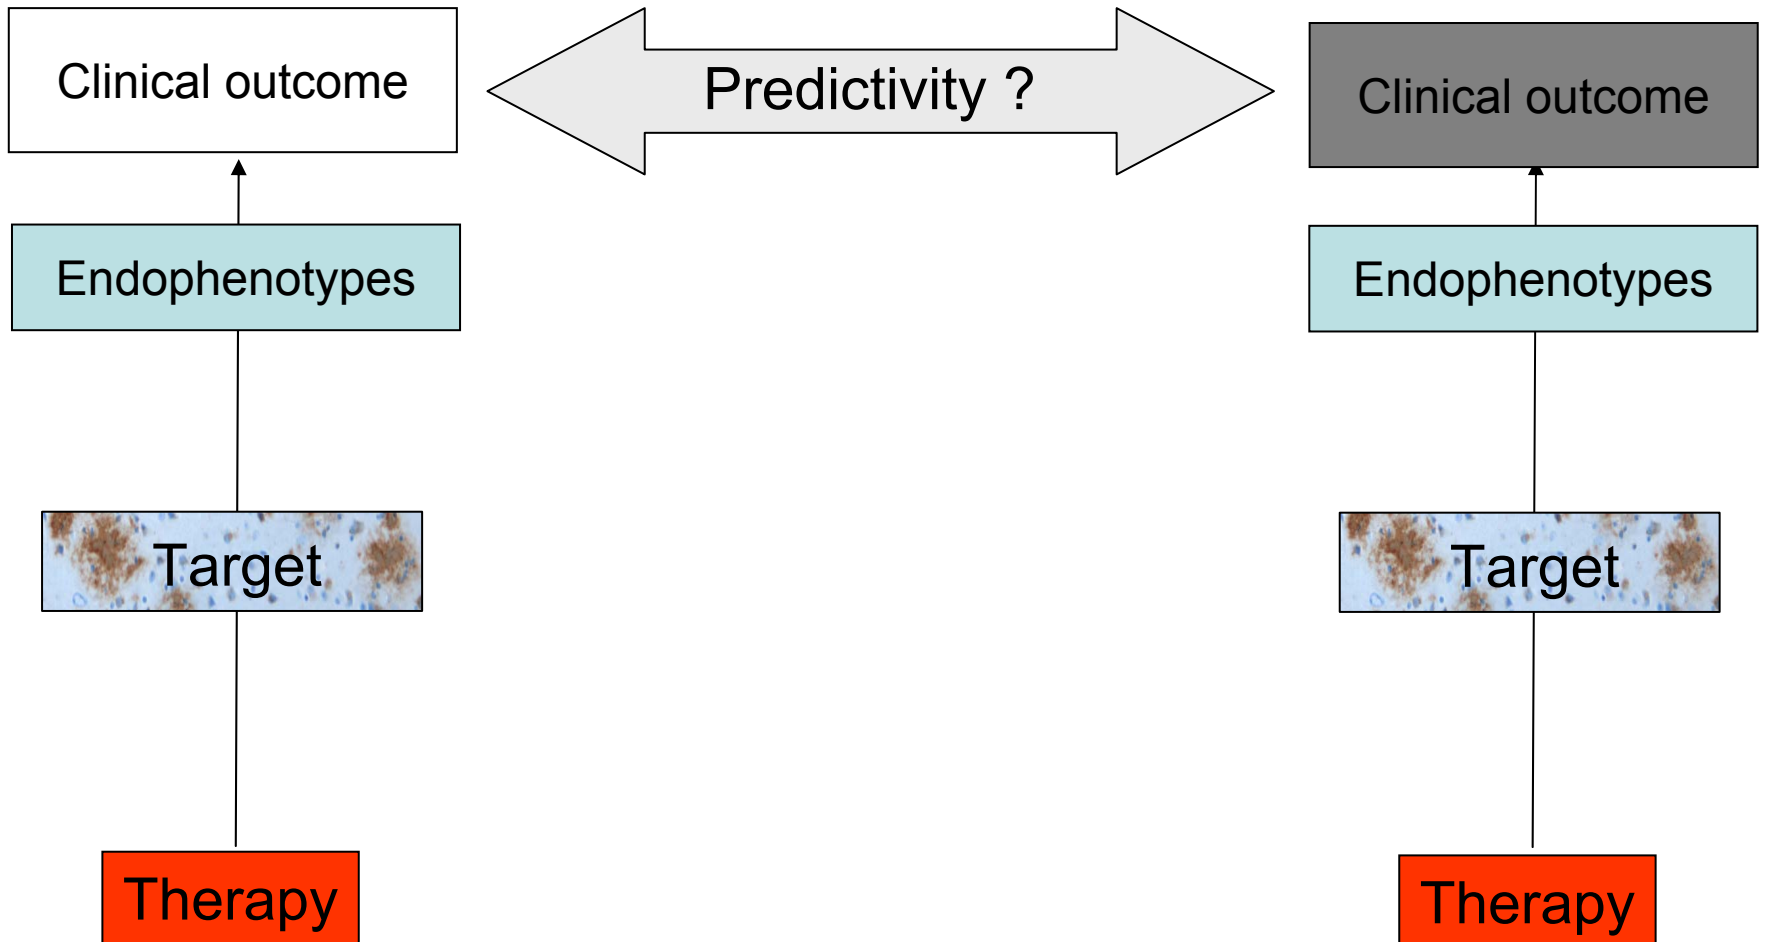 Clinical outcome
Predictivity ?
Clinical outcome
Endophenotypes
Endophenotypes
Target
Target
Therapy
Therapy